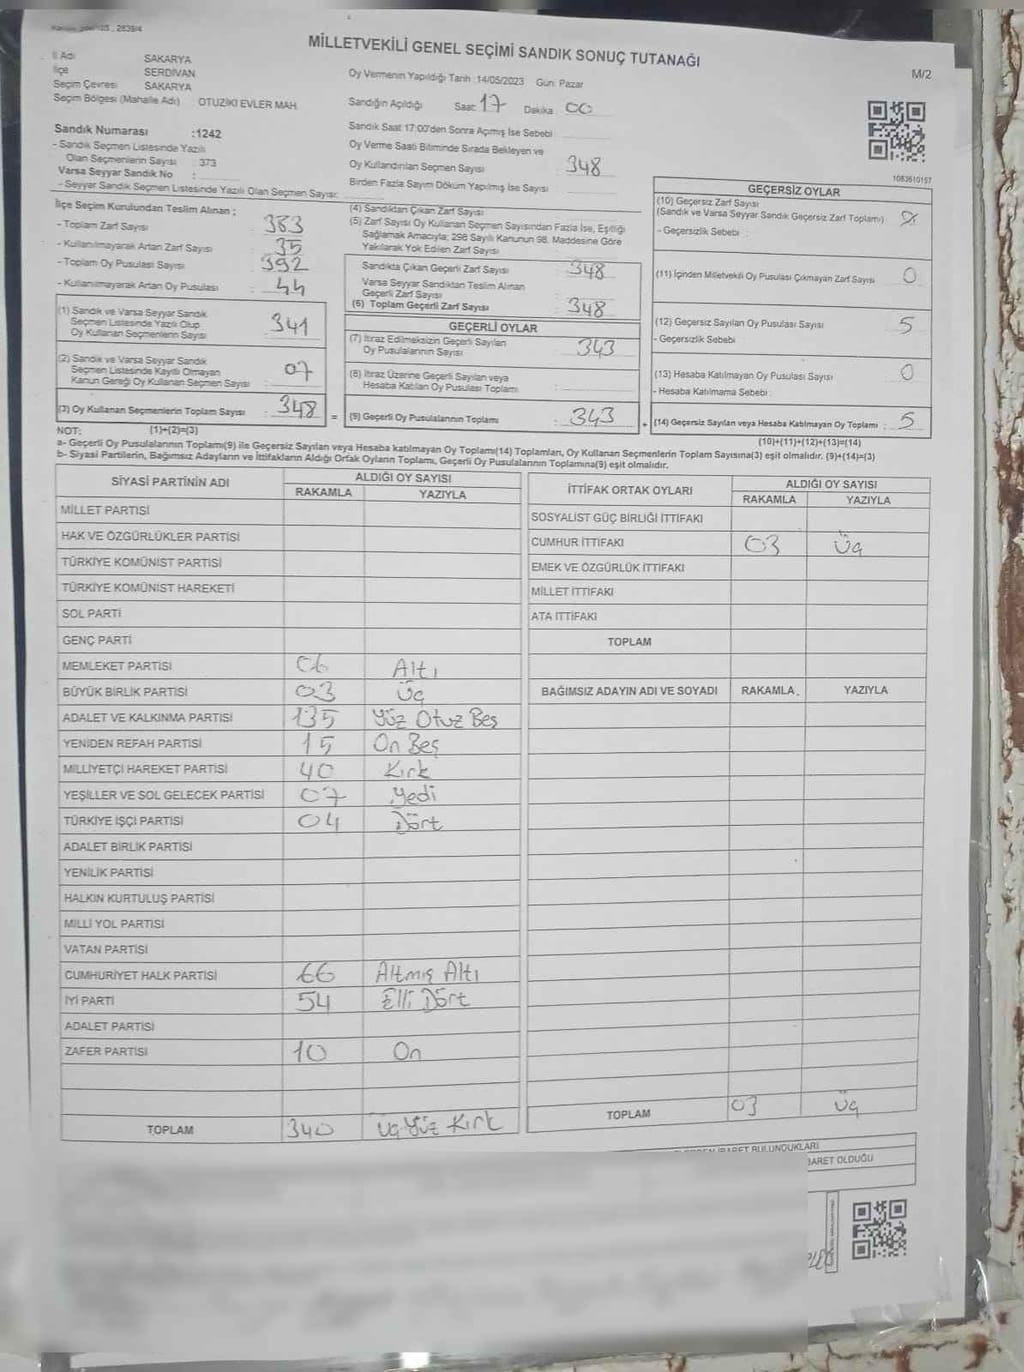 MİLLETVEKİLİ GENEL SEÇİMİ SANDIK SONUÇ TUTANAĞI
M/2
İl Adı SAKARYA
İlçe SERDİVAN
Seçim Çevresi SAKARYA
Seçim Bölgesi (Mahalle Adı) OTUZİKİ EVLER MAH.
Oy Vermenin Yapıldığı Tarih :14/05/2023 Gün: Pazar
Sandığın Açıldığı Saat 17 Dakika 00
Sandık Saat 17:00'den Sonra Açmış İse Sebebi
Oy Verme Saati Bitiminde Sırada Bekleyen ve
Oy Kullandırılan Seçmen Sayısı 348
Birden Fazla Sayım Döküm Yapılmış İse Sayısı
Sandık Numarası :1242
- Sandık Seçmen Listesinde Yazılı
Olan Seçmenlerin Sayısı : 373
Varsa Seyyar Sandık No :
- Seyyar Sandık Seçmen Listesinde Yazılı Olan Seçmen Sayısı:
İlçe Seçim Kurulundan Teslim Alınan ;
- Toplam Zarf Sayısı : 383
- Kullanılmayarak Artan Zarf Sayısı : 35
- Toplam Oy Pusulası Sayısı : 392
- Kullanılmayarak Artan Oy Pusulası : 44
(1) Sandık ve Varsa Seyyar Sandık
Seçmen Listesinde Yazılı Olup
Oy Kullanan Seçmenlerin Sayısı : 341
(2) Sandık ve Varsa Seyyar Sandık
Seçmen Listesinde Kayıtlı Olmayan
Kanun Gereği Oy Kullanan Seçmen Sayısı : 07
(3) Oy Kullanan Seçmenlerin Toplam Sayısı : 348
(4) Sandıktan Çıkan Zarf Sayısı
(5) Zarf Sayısı Oy Kullanan Seçmen Sayısından Fazla İse, Eşitliği
Sağlamak Amacıyla; 298 Sayılı Kanunun 98. Maddesine Göre
Yakılarak Yok Edilen Zarf Sayısı
Sandıkta Çıkan Geçerli Zarf Sayısı : 348
Varsa Seyyar Sandıktan Teslim Alınan
Geçerli Zarf Sayısı
(6) Toplam Geçerli Zarf Sayısı : 348
GEÇERLİ OYLAR
(7) İtiraz Edilmeksizin Geçerli Sayılan
Oy Pusulalarının Sayısı : 343
(8) İtiraz Üzerine Geçerli Sayılan veya
Hesaba Katılan Oy Pusulası Toplamı :
= (9) Geçerli Oy Pusulalarının Toplamı : 343
1083610157
GEÇERSİZ OYLAR
(10) Geçersiz Zarf Sayısı
(Sandık ve Varsa Seyyar Sandık Geçersiz Zarf Toplamı)
- Geçersizlik Sebebi :
(11) İçinden Milletvekili Oy Pusulası Çıkmayan Zarf Sayısı 0
(12) Geçersiz Sayılan Oy Pusulası Sayısı : 5
- Geçersizlik Sebebi
(13) Hesaba Katılmayan Oy Pusulası Sayısı : 0
- Hesaba Katılmama Sebebi :
+ (14) Geçersiz Sayılan veya Hesaba Katılmayan Oy Toplamı : 5
NOT: (1)+(2)=(3)
(10)+(11)+(12)+(13)=(14)
a- Geçerli Oy Pusulalarının Toplamı(9) ile Geçersiz Sayılan veya Hesaba katılmayan Oy Toplamı(14) Toplamları, Oy Kullanan Seçmenlerin Toplam Sayısına(3) eşit olmalıdır. (9)+(14)=(3)
b- Siyasi Partilerin, Bağımsız Adayların ve İttifakların Aldığı Ortak Oyların Toplamı, Geçerli Oy Pusulalarının Toplamına(9) eşit olmalıdır.
SİYASİ PARTİNİN ADI ALDIĞI OY SAYISI
RAKAMLA YAZIYLA
MİLLET PARTİSİ
HAK VE ÖZGÜRLÜKLER PARTİSİ
TÜRKİYE KOMÜNİST PARTİSİ
TÜRKİYE KOMÜNİST HAREKETİ
SOL PARTİ
GENÇ PARTİ
MEMLEKET PARTİSİ 06 Altı
BÜYÜK BİRLİK PARTİSİ 03 Üç
ADALET VE KALKINMA PARTİSİ 135 Yüz Otuz Beş
YENİDEN REFAH PARTİSİ 15 On Beş
MİLLİYETÇİ HAREKET PARTİSİ 40 Kırk
YEŞİLLER VE SOL GELECEK PARTİSİ 07 Yedi
TÜRKİYE İŞÇİ PARTİSİ 04 Dört
ADALET BİRLİK PARTİSİ
YENİLİK PARTİSİ
HALKIN KURTULUŞ PARTİSİ
MİLLİ YOL PARTİSİ
VATAN PARTİSİ
CUMHURİYET HALK PARTİSİ 66 Altmış Altı
İYİ PARTİ 54 Elli Dört
ADALET PARTİSİ
ZAFER PARTİSİ 10 On
TOPLAM 340 Üç Yüz Kırk
İTTİFAK ORTAK OYLARI ALDIĞI OY SAYISI
RAKAMLA YAZIYLA
SOSYALİST GÜÇ BİRLİĞİ İTTİFAKI
CUMHUR İTTİFAKI 03 Üç
EMEK VE ÖZGÜRLÜK İTTİFAKI
MİLLET İTTİFAKI
ATA İTTİFAKI
TOPLAM
BAĞIMSIZ ADAYIN ADI VE SOYADI RAKAMLA. YAZIYLA
TOPLAM 03 Üç
BULUNDUKLARI
İBARET OLDUĞU